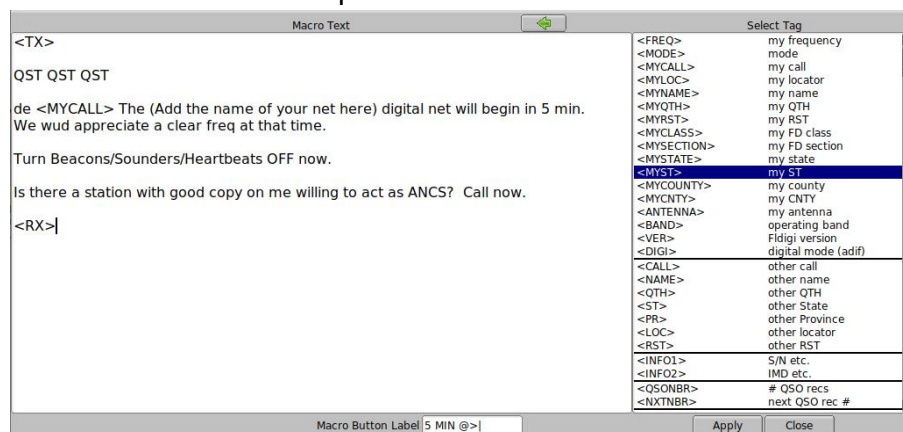 Macro Text
Select Tag
<TX>
QST QST QST
de <MYCALL> The (Add the name of your net here) digital net will begin in 5 min.
We wud appreciate a clear freq at that time.
Turn Beacons/Sounders/Heartbeats OFF now.
Is there a station with good copy on me willing to act as ANCS?  Call now.
<RX>
<FREQ> my frequency
<MODE> mode
<MYCALL> my call
<MYLOC> my locator
<MYNAME> my name
<MYQTH> my QTH
<MYRST> my RST
<MYCLASS> my FD class
<MYSECTION> my FD section
<MYSTATE> my state
<MYST> my ST
<MYCOUNTY> my county
<MYCNTY> my CNTY
<ANTENNA> my antenna
<BAND> operating band
<VER> Fldigi version
<DIGI> digital mode (adif)
<CALL> other call
<NAME> other name
<QTH> other QTH
<ST> other State
<PR> other Province
<LOC> other locator
<RST> other RST
<INFO1> S/N etc.
<INFO2> IMD etc.
<QSONBR> # QSO recs
<NXTNBR> next QSO rec #
Macro Button Label 5 MIN @>|
Apply Close